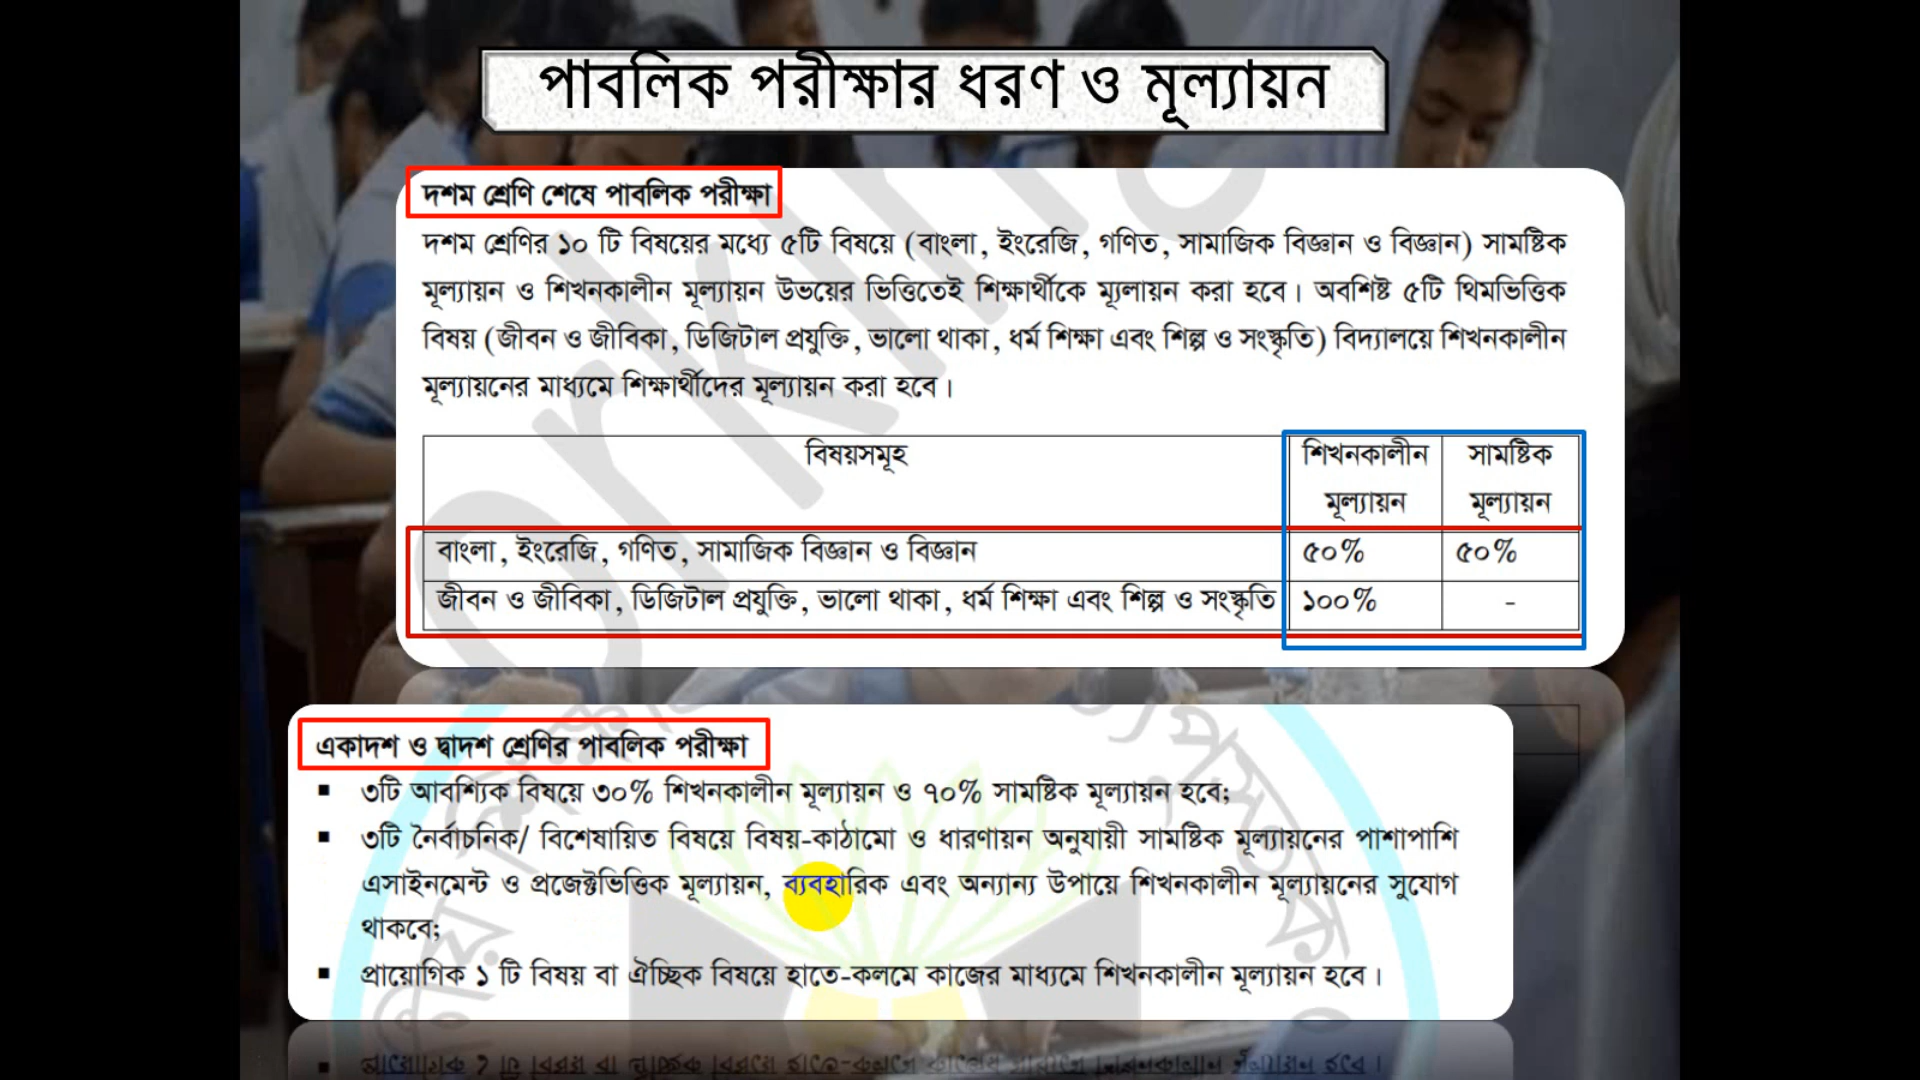 পাবলিক পরীক্ষার ধরণ ও মূল্যায়ন
দশম শ্রেণি শেষে পাবলিক পরীক্ষা
দশম শ্রেণির ১০ টি বিষয়ের মধ্যে ৫টি বিষয়ে (বাংলা, ইংরেজি, গণিত, সামাজিক বিজ্ঞান ও বিজ্ঞান) সামষ্টিক
মূল্যায়ন ও শিখনকালীন মূল্যায়ন উভয়ের ভিত্তিতেই শিক্ষার্থীকে ম্যূলায়ন করা হবে। অবশিষ্ট ৫টি থিমভিত্তিক
বিষয় (জীবন ও জীবিকা, ডিজিটাল প্রযুক্তি, ভালো থাকা, ধর্ম শিক্ষা এবং শিল্প ও সংস্কৃতি) বিদ্যালয়ে শিখনকালীন
মূল্যায়নের মাধ্যমে শিক্ষার্থীদের মূল্যায়ন করা হবে।
বিষয়সমূহ শিখনকালীন সামষ্টিক
মূল্যায়ন মূল্যায়ন
বাংলা, ইংরেজি, গণিত, সামাজিক বিজ্ঞান ও বিজ্ঞান ৫০% ৫০%
জীবন ও জীবিকা, ডিজিটাল প্রযুক্তি, ভালো থাকা, ধর্ম শিক্ষা এবং শিল্প ও সংস্কৃতি ১০০% -
একাদশ ও দ্বাদশ শ্রেণির পাবলিক পরীক্ষা
▪ ৩টি আবশ্যিক বিষয়ে ৩০% শিখনকালীন মূল্যায়ন ও ৭০% সামষ্টিক মূল্যায়ন হবে;
▪ ৩টি নৈর্বাচনিক/ বিশেষায়িত বিষয়ে বিষয়-কাঠামো ও ধারণায়ন অনুযায়ী সামষ্টিক মূল্যায়নের পাশাপাশি
এসাইনমেন্ট ও প্রজেক্টভিত্তিক মূল্যায়ন, ব্যবহারিক এবং অন্যান্য উপায়ে শিখনকালীন মূল্যায়নের সুযোগ
থাকবে;
▪ প্রায়োগিক ১ টি বিষয় বা ঐচ্ছিক বিষয়ে হাতে-কলমে কাজের মাধ্যমে শিখনকালীন মূল্যায়ন হবে।